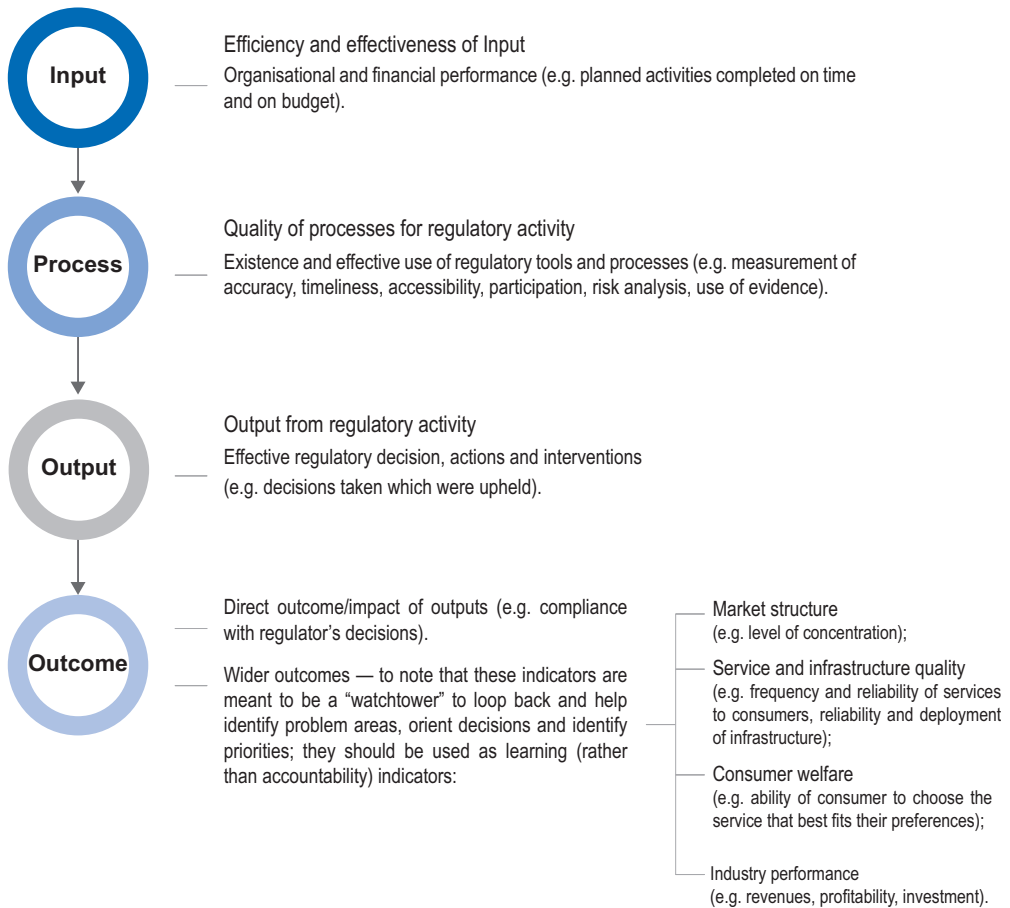 Input
Efficiency and effectiveness of Input
Organisational and financial performance (e.g. planned activities completed on time
and on budget).
Process
Quality of processes for regulatory activity
Existence and effective use of regulatory tools and processes (e.g. measurement of
accuracy, timeliness, accessibility, participation, risk analysis, use of evidence).
Output
Output from regulatory activity
Effective regulatory decision, actions and interventions
(e.g. decisions taken which were upheld).
Outcome
Direct outcome/impact of outputs (e.g. compliance
with regulator’s decisions).
Wider outcomes — to note that these indicators are
meant to be a “watchtower” to loop back and help
identify problem areas, orient decisions and identify
priorities; they should be used as learning (rather
than accountability) indicators:
Market structure
(e.g. level of concentration);
Service and infrastructure quality
(e.g. frequency and reliability of services
to consumers, reliability and deployment
of infrastructure);
Consumer welfare
(e.g. ability of consumer to choose the
service that best fits their preferences);
Industry performance
(e.g. revenues, profitability, investment).